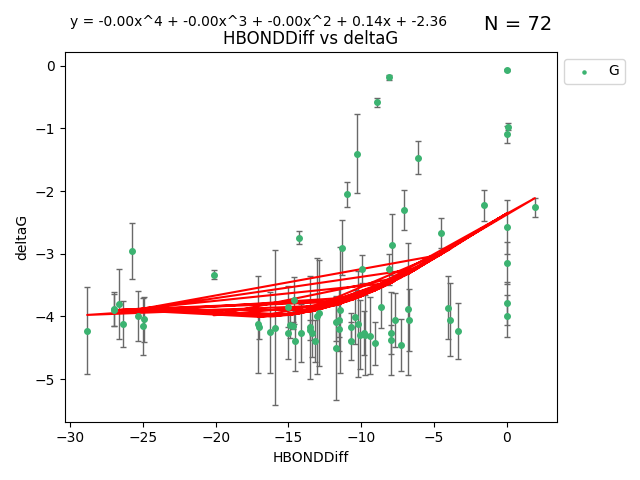 y = -0.00x^4 + -0.00x^3 + -0.00x^2 + 0.14x + -2.36
N = 72
HBONDDiff vs deltaG
G
0
−1
−2
−3
−4
−5
deltaG
−30 −25 −20 −15 −10 −5 0
HBONDDiff